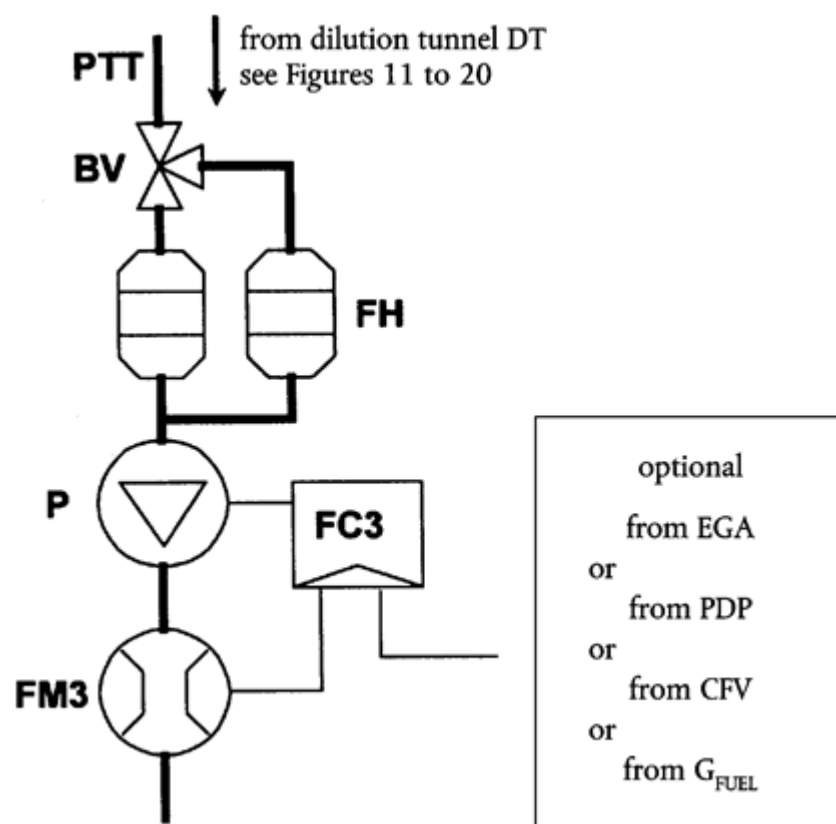 from dilution tunnel DT
PTT
see Figures 11 to 20
BV
FH
optional
P
FC3
from EGA
or
from PDP
or
FM3
from CFV
or
from G_FUEL